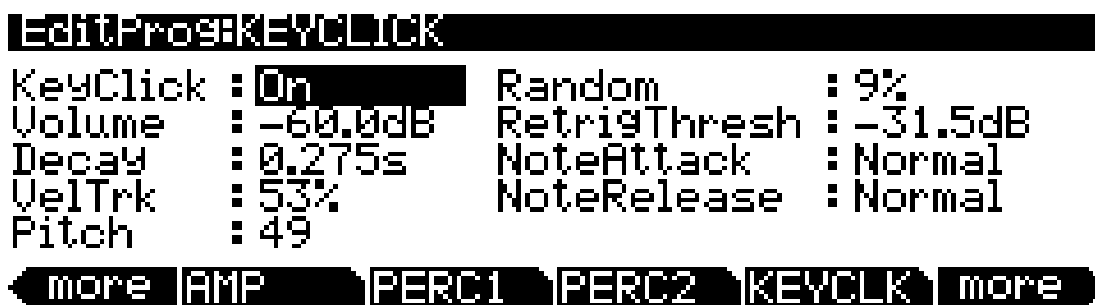 EditProg:KEYCLICK
KeyClick :On Random :9%
Volume :-60.0dB RetrigThresh :-31.5dB
Decay :0.275s NoteAttack :Normal
VelTrk :53% NoteRelease :Normal
Pitch :49
more AMP PERC1 PERC2 KEYCLK more